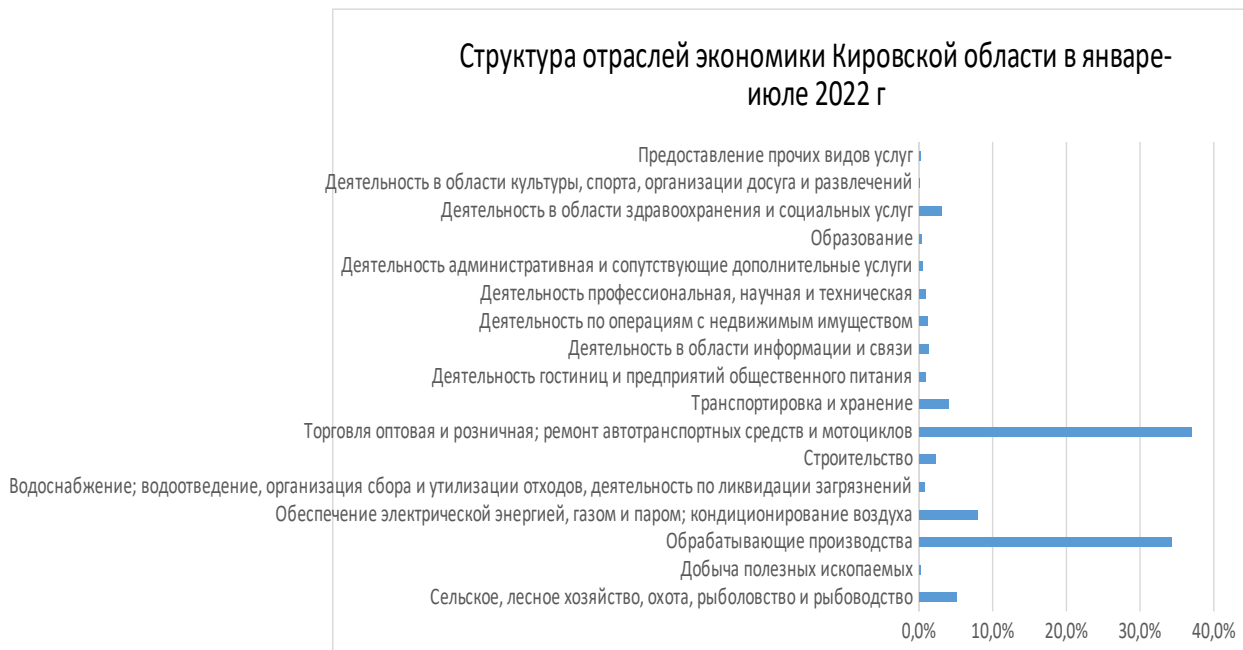 Структура отраслей экономики Кировской области в январе-
июле 2022 г
Предоставление прочих видов услуг
Деятельность в области культуры, спорта, организации досуга и развлечений
Деятельность в области здравоохранения и социальных услуг
Образование
Деятельность административная и сопутствующие дополнительные услуги
Деятельность профессиональная, научная и техническая
Деятельность по операциям с недвижимым имуществом
Деятельность в области информации и связи
Деятельность гостиниц и предприятий общественного питания
Транспортировка и хранение
Торговля оптовая и розничная; ремонт автотранспортных средств и мотоциклов
Строительство
Водоснабжение; водоотведение, организация сбора и утилизации отходов, деятельность по ликвидации загрязнений
Обеспечение электрической энергией, газом и паром; кондиционирование воздуха
Обрабатывающие производства
Добыча полезных ископаемых
Сельское, лесное хозяйство, охота, рыболовство и рыбоводство
0,0% 10,0% 20,0% 30,0% 40,0%